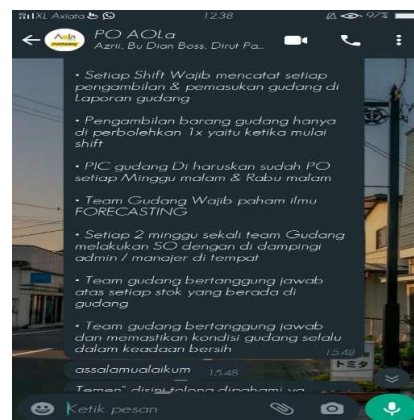 XL Axiata
12.38
97%
PO AOLa
Azrii, Bu Dian Boss, Dirut Pa...
• Setiap Shift Wajib mencatat setiap
pengambilan & pemasukan gudang di
Laporan gudang
• Pengambilan barang gudang hanya
di perbolehkan 1x yaitu ketika mulai
shift
• PIC gudang Di haruskan sudah PO
setiap Minggu malam & Rabu malam
• Team Gudang Wajib paham ilmu
FORECASTING
• Setiap 2 minggu sekali team Gudang
melakukan SO dengan di dampingi
admin / manajer di tempat
• Team gudang bertanggung jawab
atas setiap stok yang berada di
gudang
• Team gudang bertanggung jawab
dan memastikan kondisi gudang selalu
dalam keadaan bersih
15.48
assalamualaikum 15.48
Temen" disini tolong dipahami ya
Ketik pesan